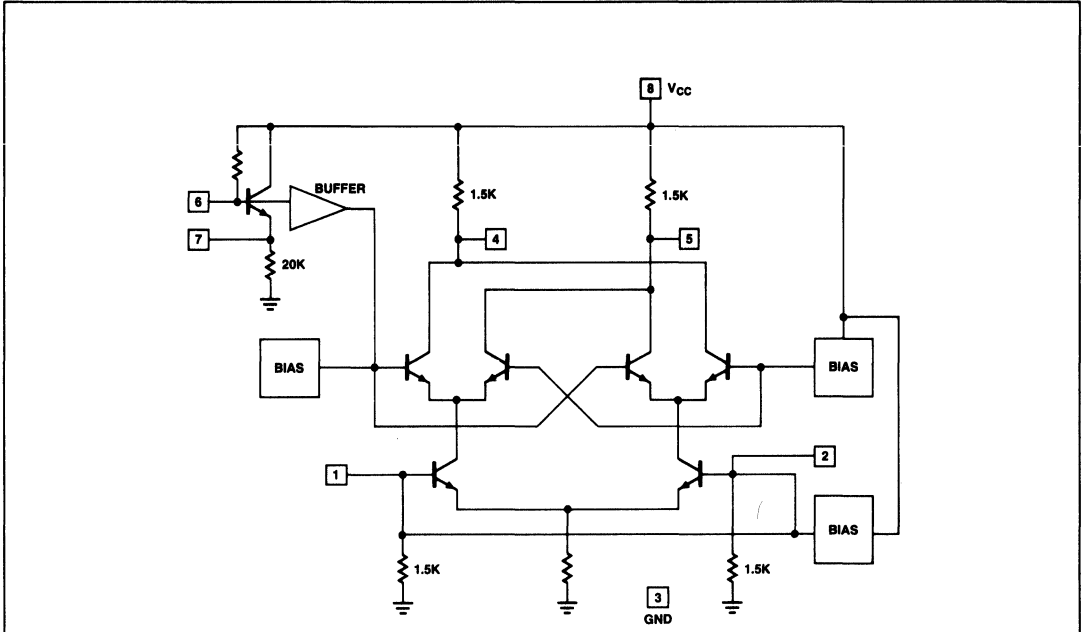 8 VCC
6
BUFFER
1.5K
1.5K
7
4
5
20K
BIAS
BIAS
1
2
BIAS
1.5K
1.5K
3
GND